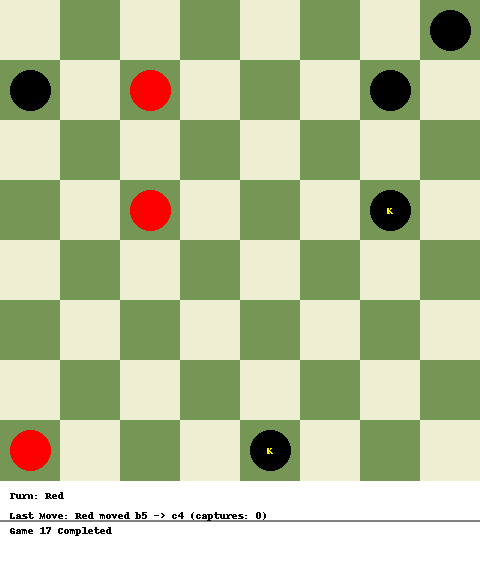 K
K
Turn: Red
Last Move: Red moved b5 -> c4 (captures: 0)
Game 17 Completed